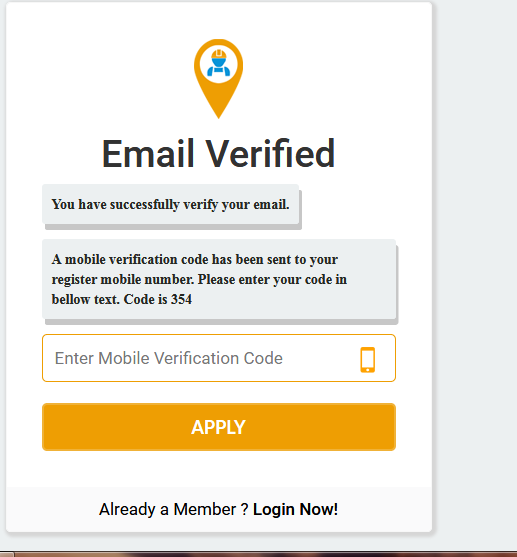 Email Verified
You have successfully verify your email.
A mobile verification code has been sent to your
register mobile number. Please enter your code in
bellow text. Code is 354
Enter Mobile Verification Code
APPLY
Already a Member ? Login Now!